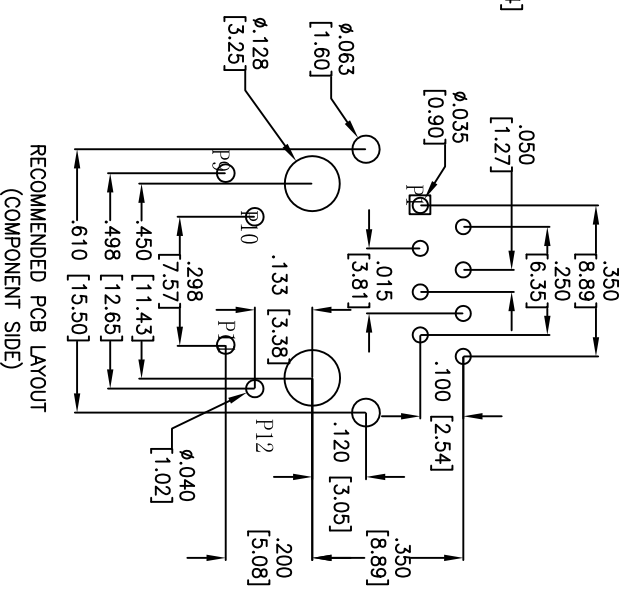 4]
ø.128
[3.25]
ø.063
[1.60]
ø.035
[0.90]
.050
[1.27]
.350
[8.89]
[6.35]
.250
P1
.015
[3.81]
P9
P10
.133 [3.38]
.298
[7.57]
.450 [11.43]
.498 [12.65]
.610 [15.50]
P11
P12
ø.040
[1.02]
.100 [2.54]
.120 [3.05]
.350
[8.89]
.200
[5.08]
RECOMMENDED PCB LAYOUT
(COMPONENT SIDE)